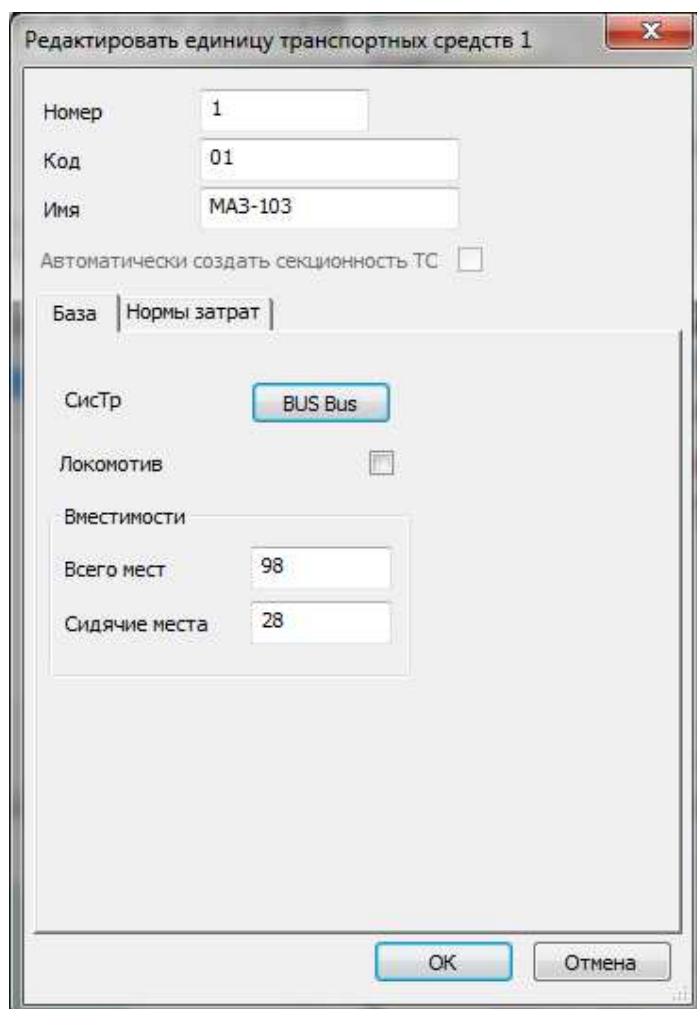 Редактировать единицу транспортных средств 1
Номер 1
Код 01
Имя МАЗ-103
Автоматически создать секционность ТС
База Нормы затрат
СисТр BUS Bus
Локомотив
Вместимости
Всего мест 98
Сидячие места 28
OK Отмена